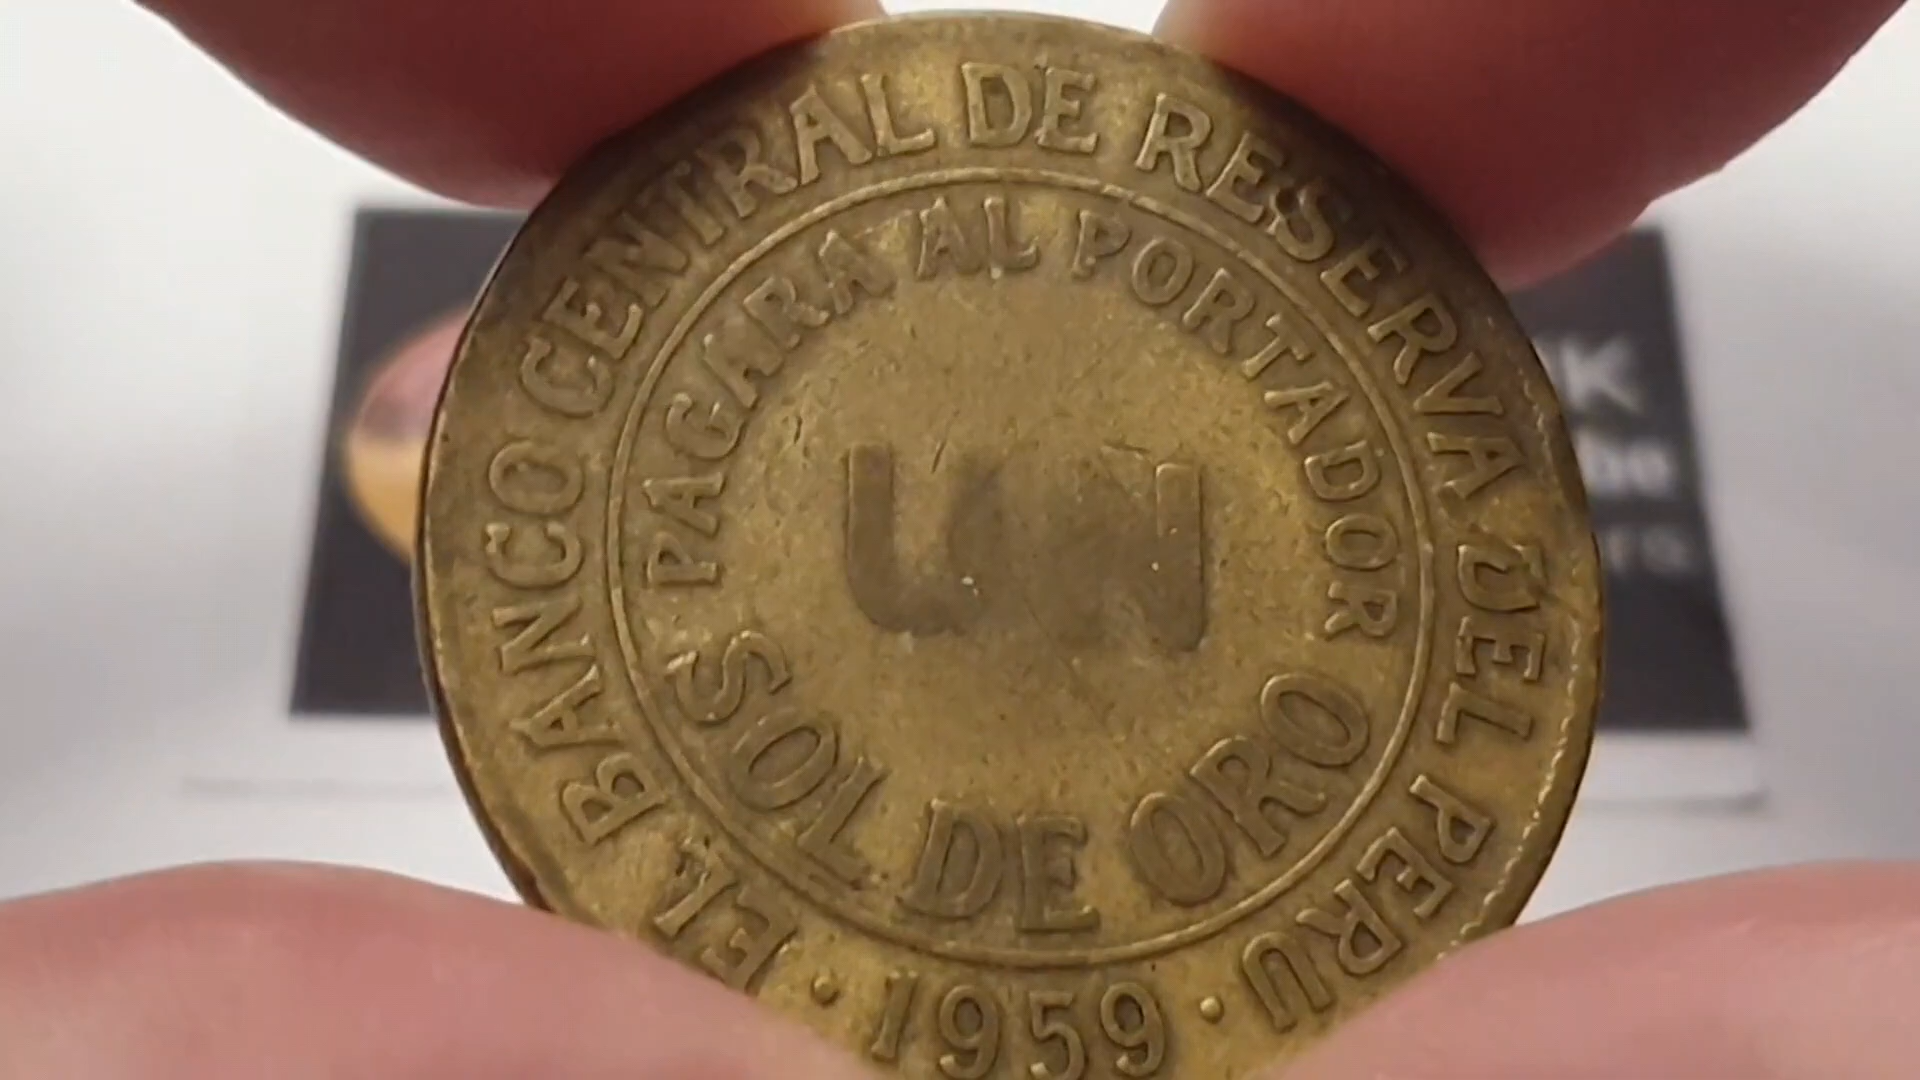 EL BANCO CENTRAL DE RESERVA DEL PERU
PAGARA AL PORTADOR
UN
SOL DE ORO
· 1959 ·